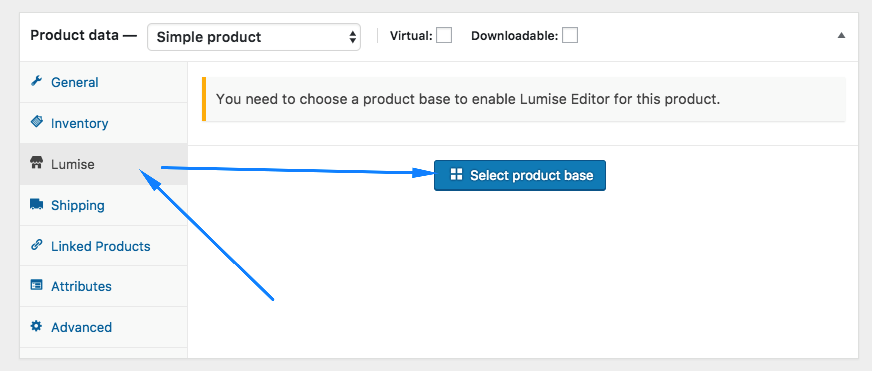 Product data — Simple product Virtual: Downloadable:
General
You need to choose a product base to enable Lumise Editor for this product.
Inventory
Lumise
Select product base
Shipping
Linked Products
Attributes
Advanced